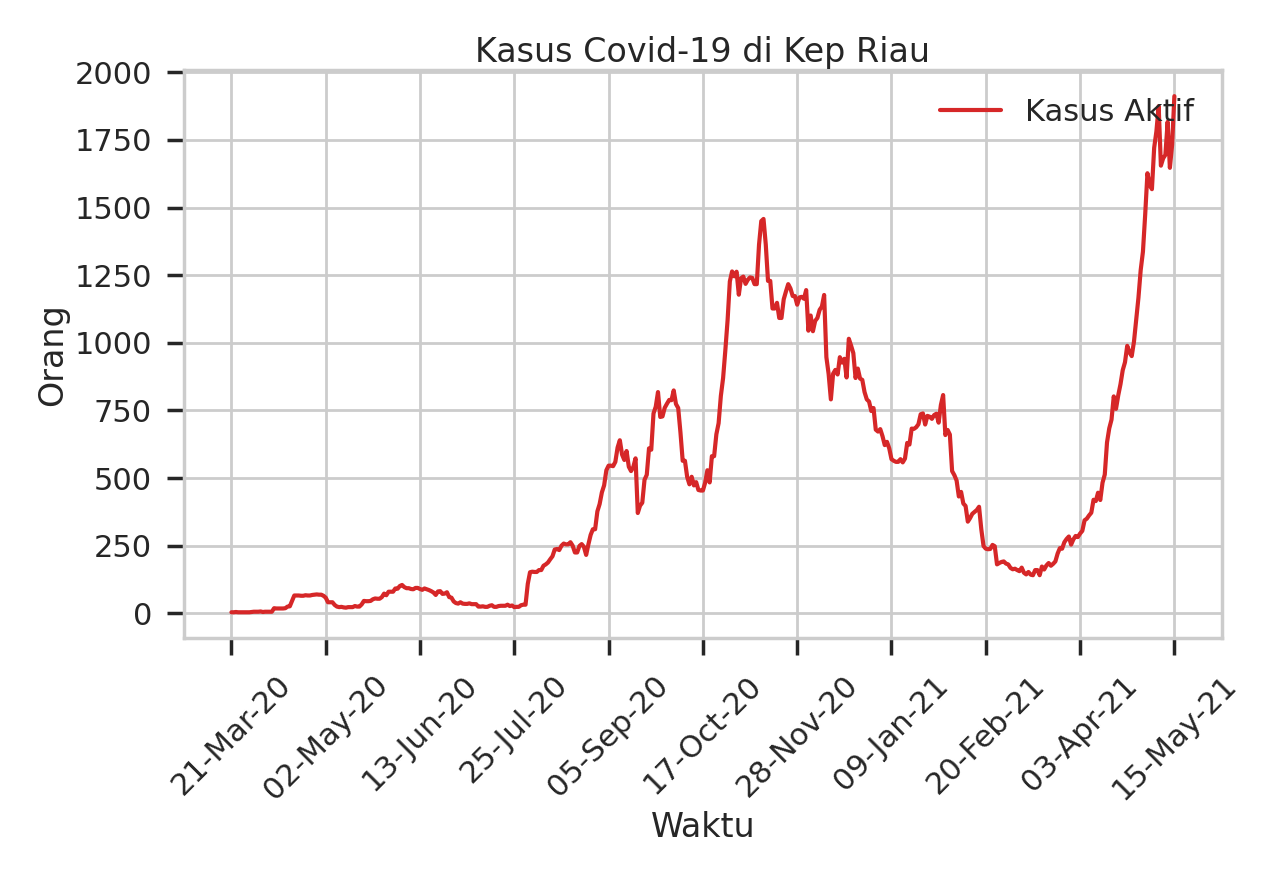 Kasus Covid-19 di Kep Riau
Kasus Aktif
2000
1750
1500
1250
1000
750
500
250
0
Orang
21-Mar-20
02-May-20
13-Jun-20
25-Jul-20
05-Sep-20
17-Oct-20
28-Nov-20
09-Jan-21
20-Feb-21
03-Apr-21
15-May-21
Waktu